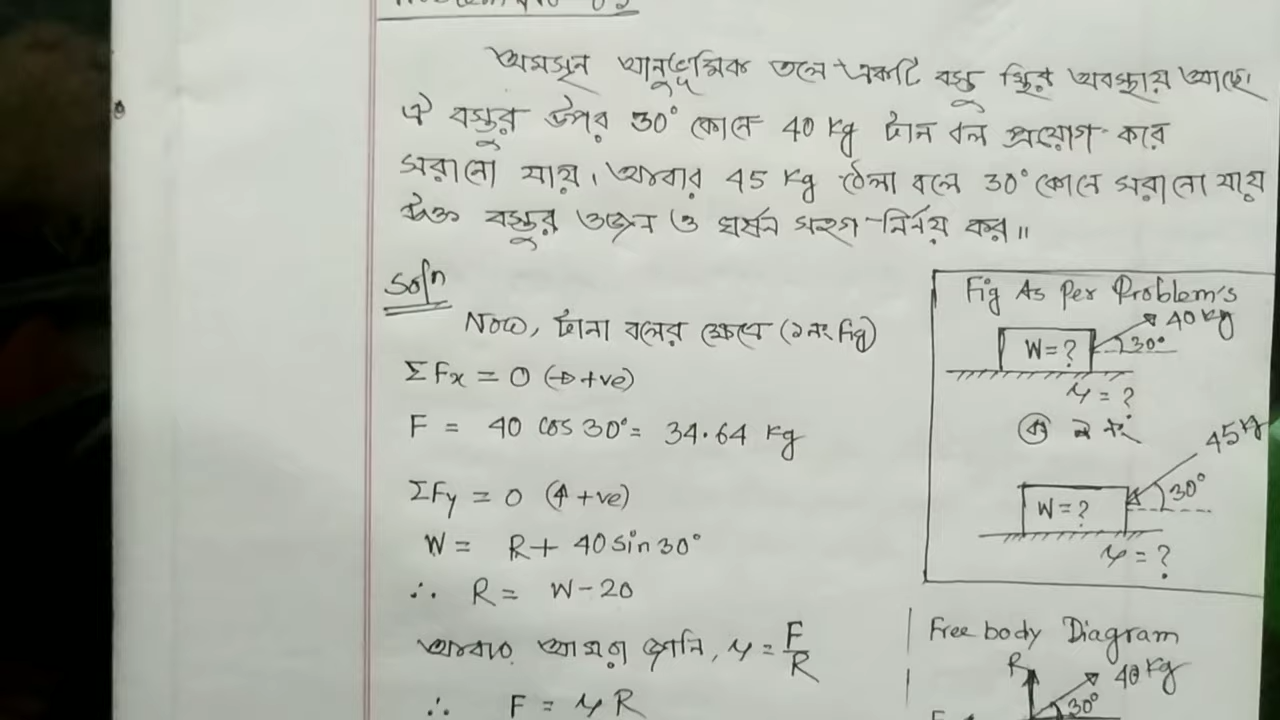 অমসৃন আনুভূমিক তলে একটি বস্তু স্থির অবস্থায় আছে।
ঐ বস্তুর উপর 30° কোনে 40 kg টান বল প্রয়োগ করে
সরানো যায়। আবার 45 kg ঠেলা বলে 30° কোনে সরানো যায়
উক্ত বস্তুর ওজন ও ঘর্ষন সহগ নির্নয় কর॥
Soln
Now, টানা বলের ক্ষেত্রে (১নং Fig)
ΣFx = 0 (→ +ve)
F = 40 cos 30° = 34.64 kg
ΣFy = 0 (↑ +ve)
W = R + 40 sin 30°
∴ R = W - 20
আবার, আমরা জানি, μ = F/R
∴ F = μR
Fig As Per Problem's
40 kg
W = ?
30°
μ = ?
২ নং
45 kg
W = ?
30°
μ = ?
Free body Diagram
R
40 kg
30°
F